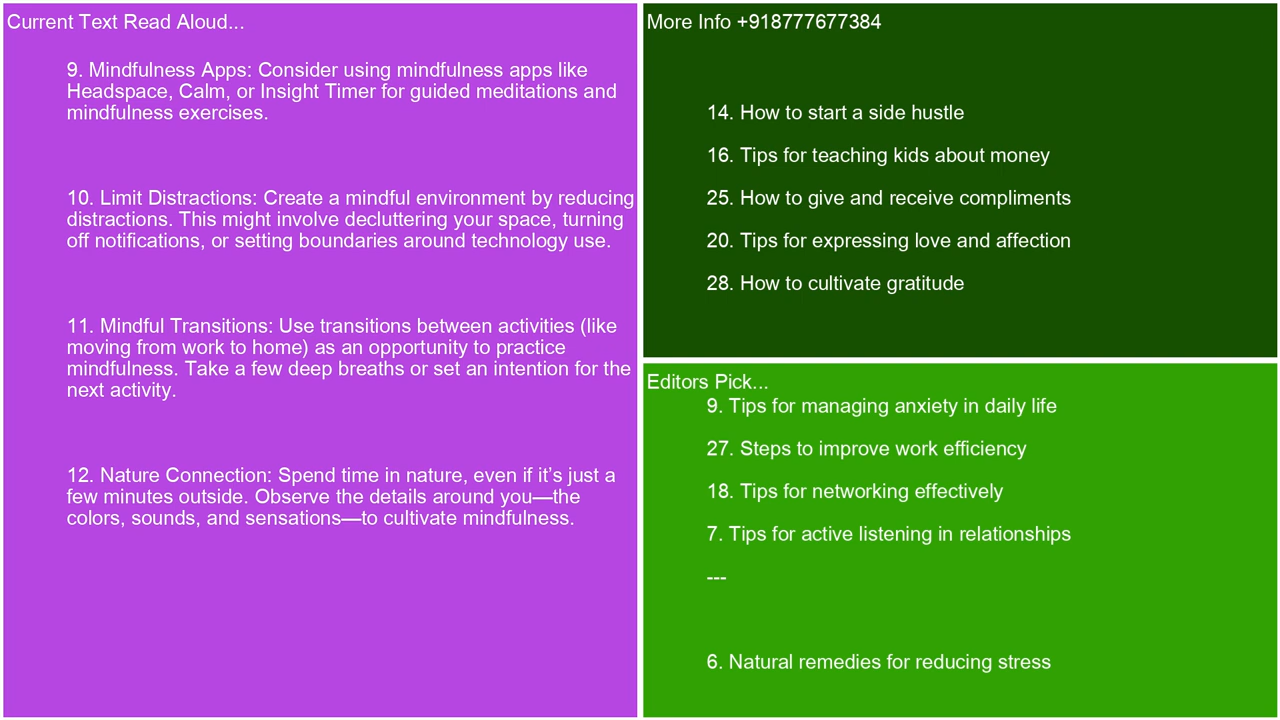 Current Text Read Aloud...
9. Mindfulness Apps: Consider using mindfulness apps like
Headspace, Calm, or Insight Timer for guided meditations and
mindfulness exercises.
10. Limit Distractions: Create a mindful environment by reducing
distractions. This might involve decluttering your space, turning
off notifications, or setting boundaries around technology use.
11. Mindful Transitions: Use transitions between activities (like
moving from work to home) as an opportunity to practice
mindfulness. Take a few deep breaths or set an intention for the
next activity.
12. Nature Connection: Spend time in nature, even if it’s just a
few minutes outside. Observe the details around you—the
colors, sounds, and sensations—to cultivate mindfulness.
More Info +918777677384
14. How to start a side hustle
16. Tips for teaching kids about money
25. How to give and receive compliments
20. Tips for expressing love and affection
28. How to cultivate gratitude
Editors Pick...
9. Tips for managing anxiety in daily life
27. Steps to improve work efficiency
18. Tips for networking effectively
7. Tips for active listening in relationships
---
6. Natural remedies for reducing stress